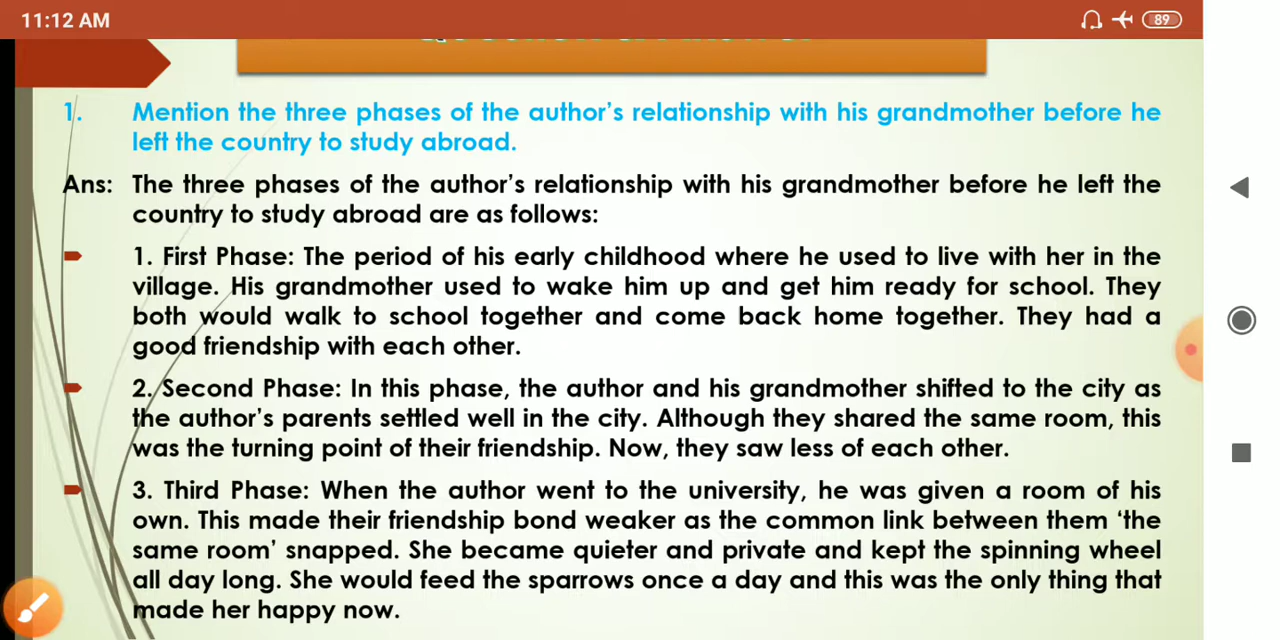 11:12 AM
89
1. Mention the three phases of the author's relationship with his grandmother before he
left the country to study abroad.
Ans: The three phases of the author's relationship with his grandmother before he left the
country to study abroad are as follows:
1. First Phase: The period of his early childhood where he used to live with her in the
village. His grandmother used to wake him up and get him ready for school. They
both would walk to school together and come back home together. They had a
good friendship with each other.
2. Second Phase: In this phase, the author and his grandmother shifted to the city as
the author's parents settled well in the city. Although they shared the same room, this
was the turning point of their friendship. Now, they saw less of each other.
3. Third Phase: When the author went to the university, he was given a room of his
own. This made their friendship bond weaker as the common link between them 'the
same room' snapped. She became quieter and private and kept the spinning wheel
all day long. She would feed the sparrows once a day and this was the only thing that
made her happy now.